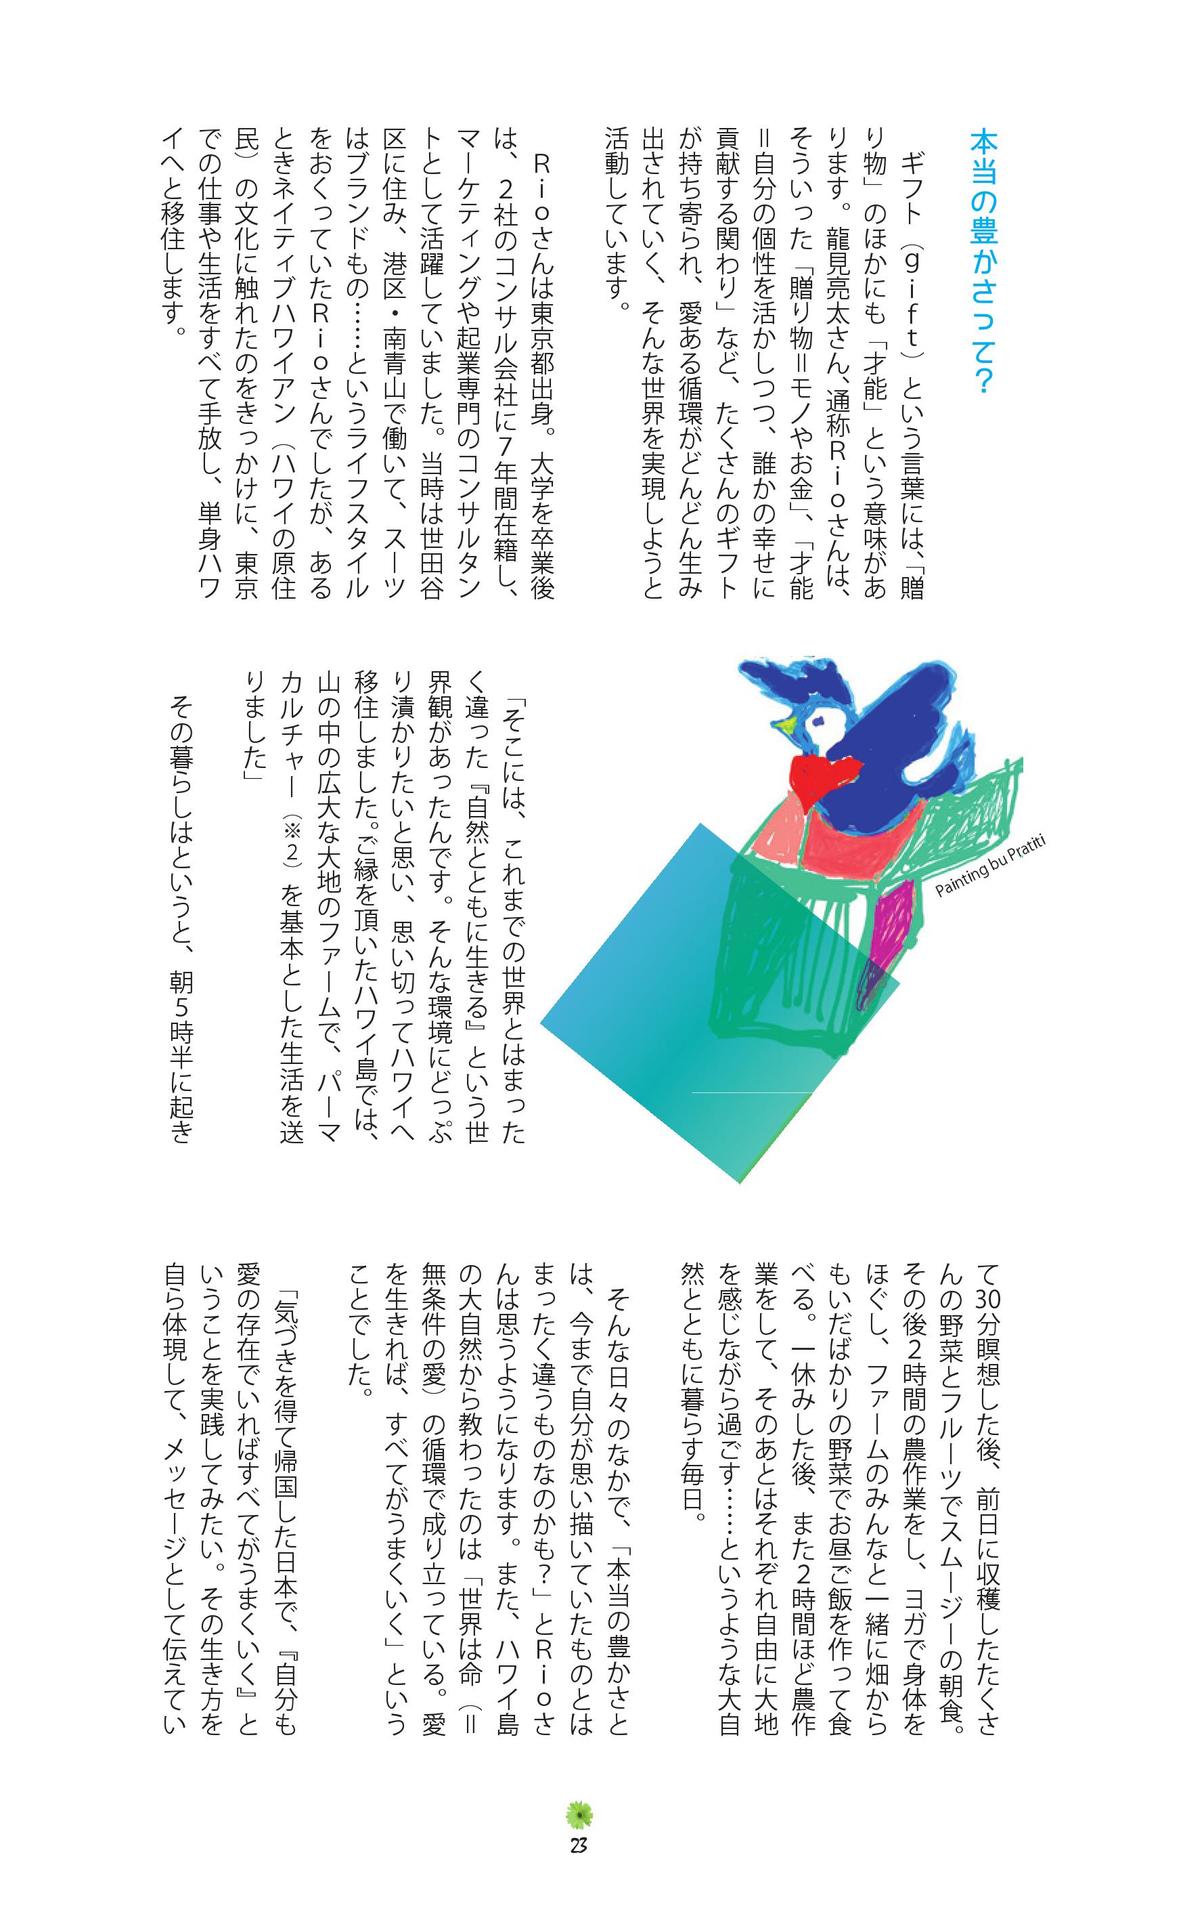 本当の豊かさって？
ギフト（gift）という言葉には、「贈
り物」のほかにも「才能」という意味があ
ります。龍見亮太さん、通称Rioさんは、
そういった「贈り物＝モノやお金」、「才能
＝自分の個性を活かしつつ、誰かの幸せに
貢献する関わり」など、たくさんのギフト
が持ち寄られ、愛ある循環がどんどん生み
出されていく、そんな世界を実現しようと
活動しています。
Rioさんは東京都出身。大学を卒業後
は、2社のコンサル会社に7年間在籍し、
マーケティングや起業専門のコンサルタン
トとして活躍していました。当時は世田谷
区に住み、港区・南青山で働いて、スーツ
はブランドもの……というライフスタイル
をおくっていたRioさんでしたが、ある
ときネイティブハワイアン（ハワイの原住
民）の文化に触れたのをきっかけに、東京
での仕事や生活をすべて手放し、単身ハワ
イへと移住します。
Painting bu Pratiti
「そこには、これまでの世界とはまった
く違った『自然とともに生きる』という世
界観があったんです。そんな環境にどっぷ
り漬かりたいと思い、思い切ってハワイへ
移住しました。ご縁を頂いたハワイ島では、
山の中の広大な大地のファームで、パーマ
カルチャー（※2）を基本とした生活を送
りました」
その暮らしはというと、朝5時半に起き
て30分瞑想した後、前日に収穫したたくさ
んの野菜とフルーツでスムージーの朝食。
その後2時間の農作業をし、ヨガで身体を
ほぐし、ファームのみんなと一緒に畑から
もいだばかりの野菜でお昼ご飯を作って食
べる。一休みした後、また2時間ほど農作
業をして、そのあとはそれぞれ自由に大地
を感じながら過ごす……というような大自
然とともに暮らす毎日。
そんな日々のなかで、「本当の豊かさと
は、今まで自分が思い描いていたものとは
まったく違うものなのかも？」とRioさ
んは思うようになります。また、ハワイ島
の大自然から教わったのは「世界は命（＝
無条件の愛）の循環で成り立っている。愛
を生きれば、すべてがうまくいく」という
ことでした。
「気づきを得て帰国した日本で、『自分も
愛の存在でいればすべてがうまくいく』と
いうことを実践してみたい。その生き方を
自ら体現して、メッセージとして伝えてい
23